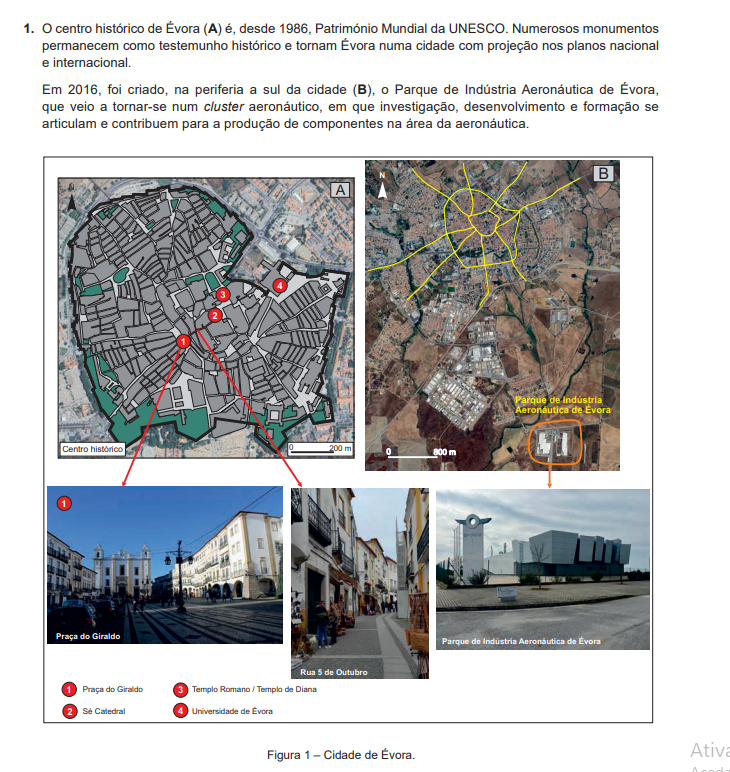 1. O centro histórico de Évora (A) é, desde 1986, Património Mundial da UNESCO. Numerosos monumentos
permanecem como testemunho histórico e tornam Évora numa cidade com projeção nos planos nacional
e internacional.
Em 2016, foi criado, na periferia a sul da cidade (B), o Parque de Indústria Aeronáutica de Évora,
que veio a tornar-se num cluster aeronáutico, em que investigação, desenvolvimento e formação se
articulam e contribuem para a produção de componentes na área da aeronáutica.
A
B
N
4
3
2
1
Parque de Indústria
Aeronáutica de Évora
Centro histórico
0 200 m
0 800 m
1
Praça do Giraldo
Rua 5 de Outubro
Parque de Indústria Aeronáutica de Évora
1 Praça do Giraldo
3 Templo Romano / Templo de Diana
2 Sé Catedral
4 Universidade de Évora
Figura 1 – Cidade de Évora.
Ativa